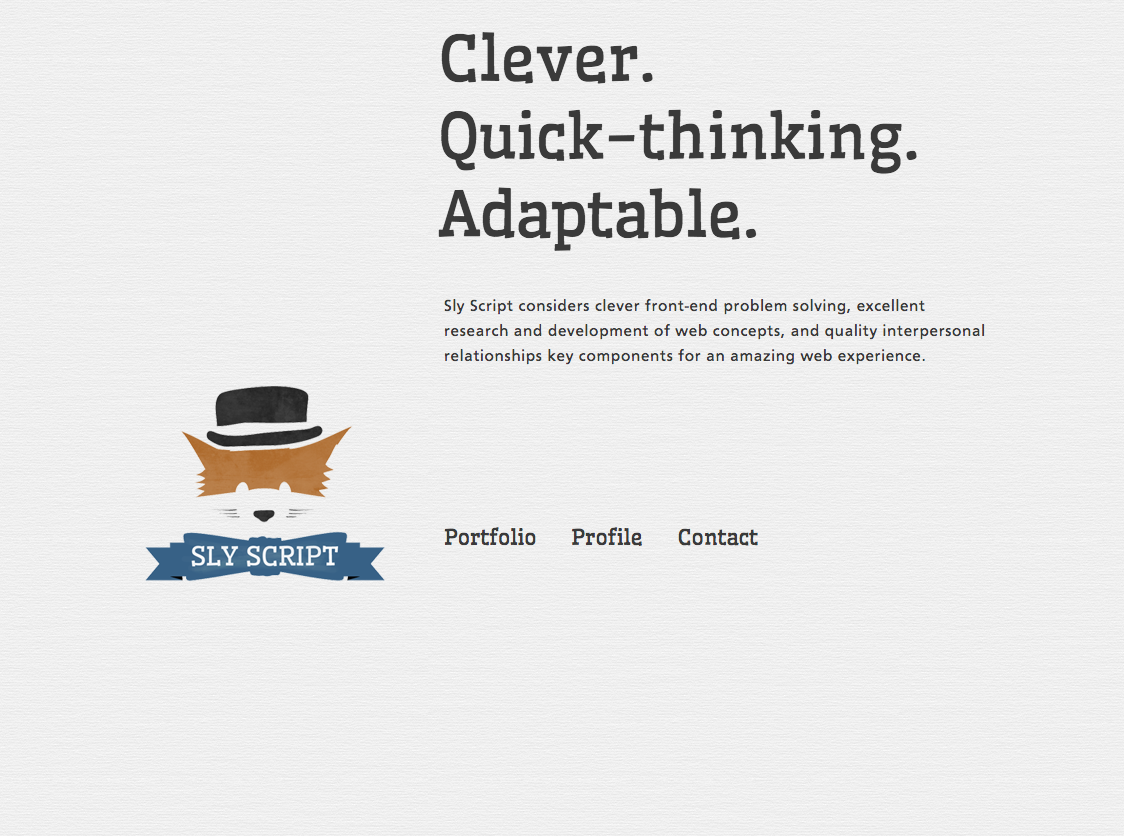 Clever.
Quick-thinking.
Adaptable.
Sly Script considers clever front-end problem solving, excellent
research and development of web concepts, and quality interpersonal
relationships key components for an amazing web experience.
SLY SCRIPT
Portfolio Profile Contact